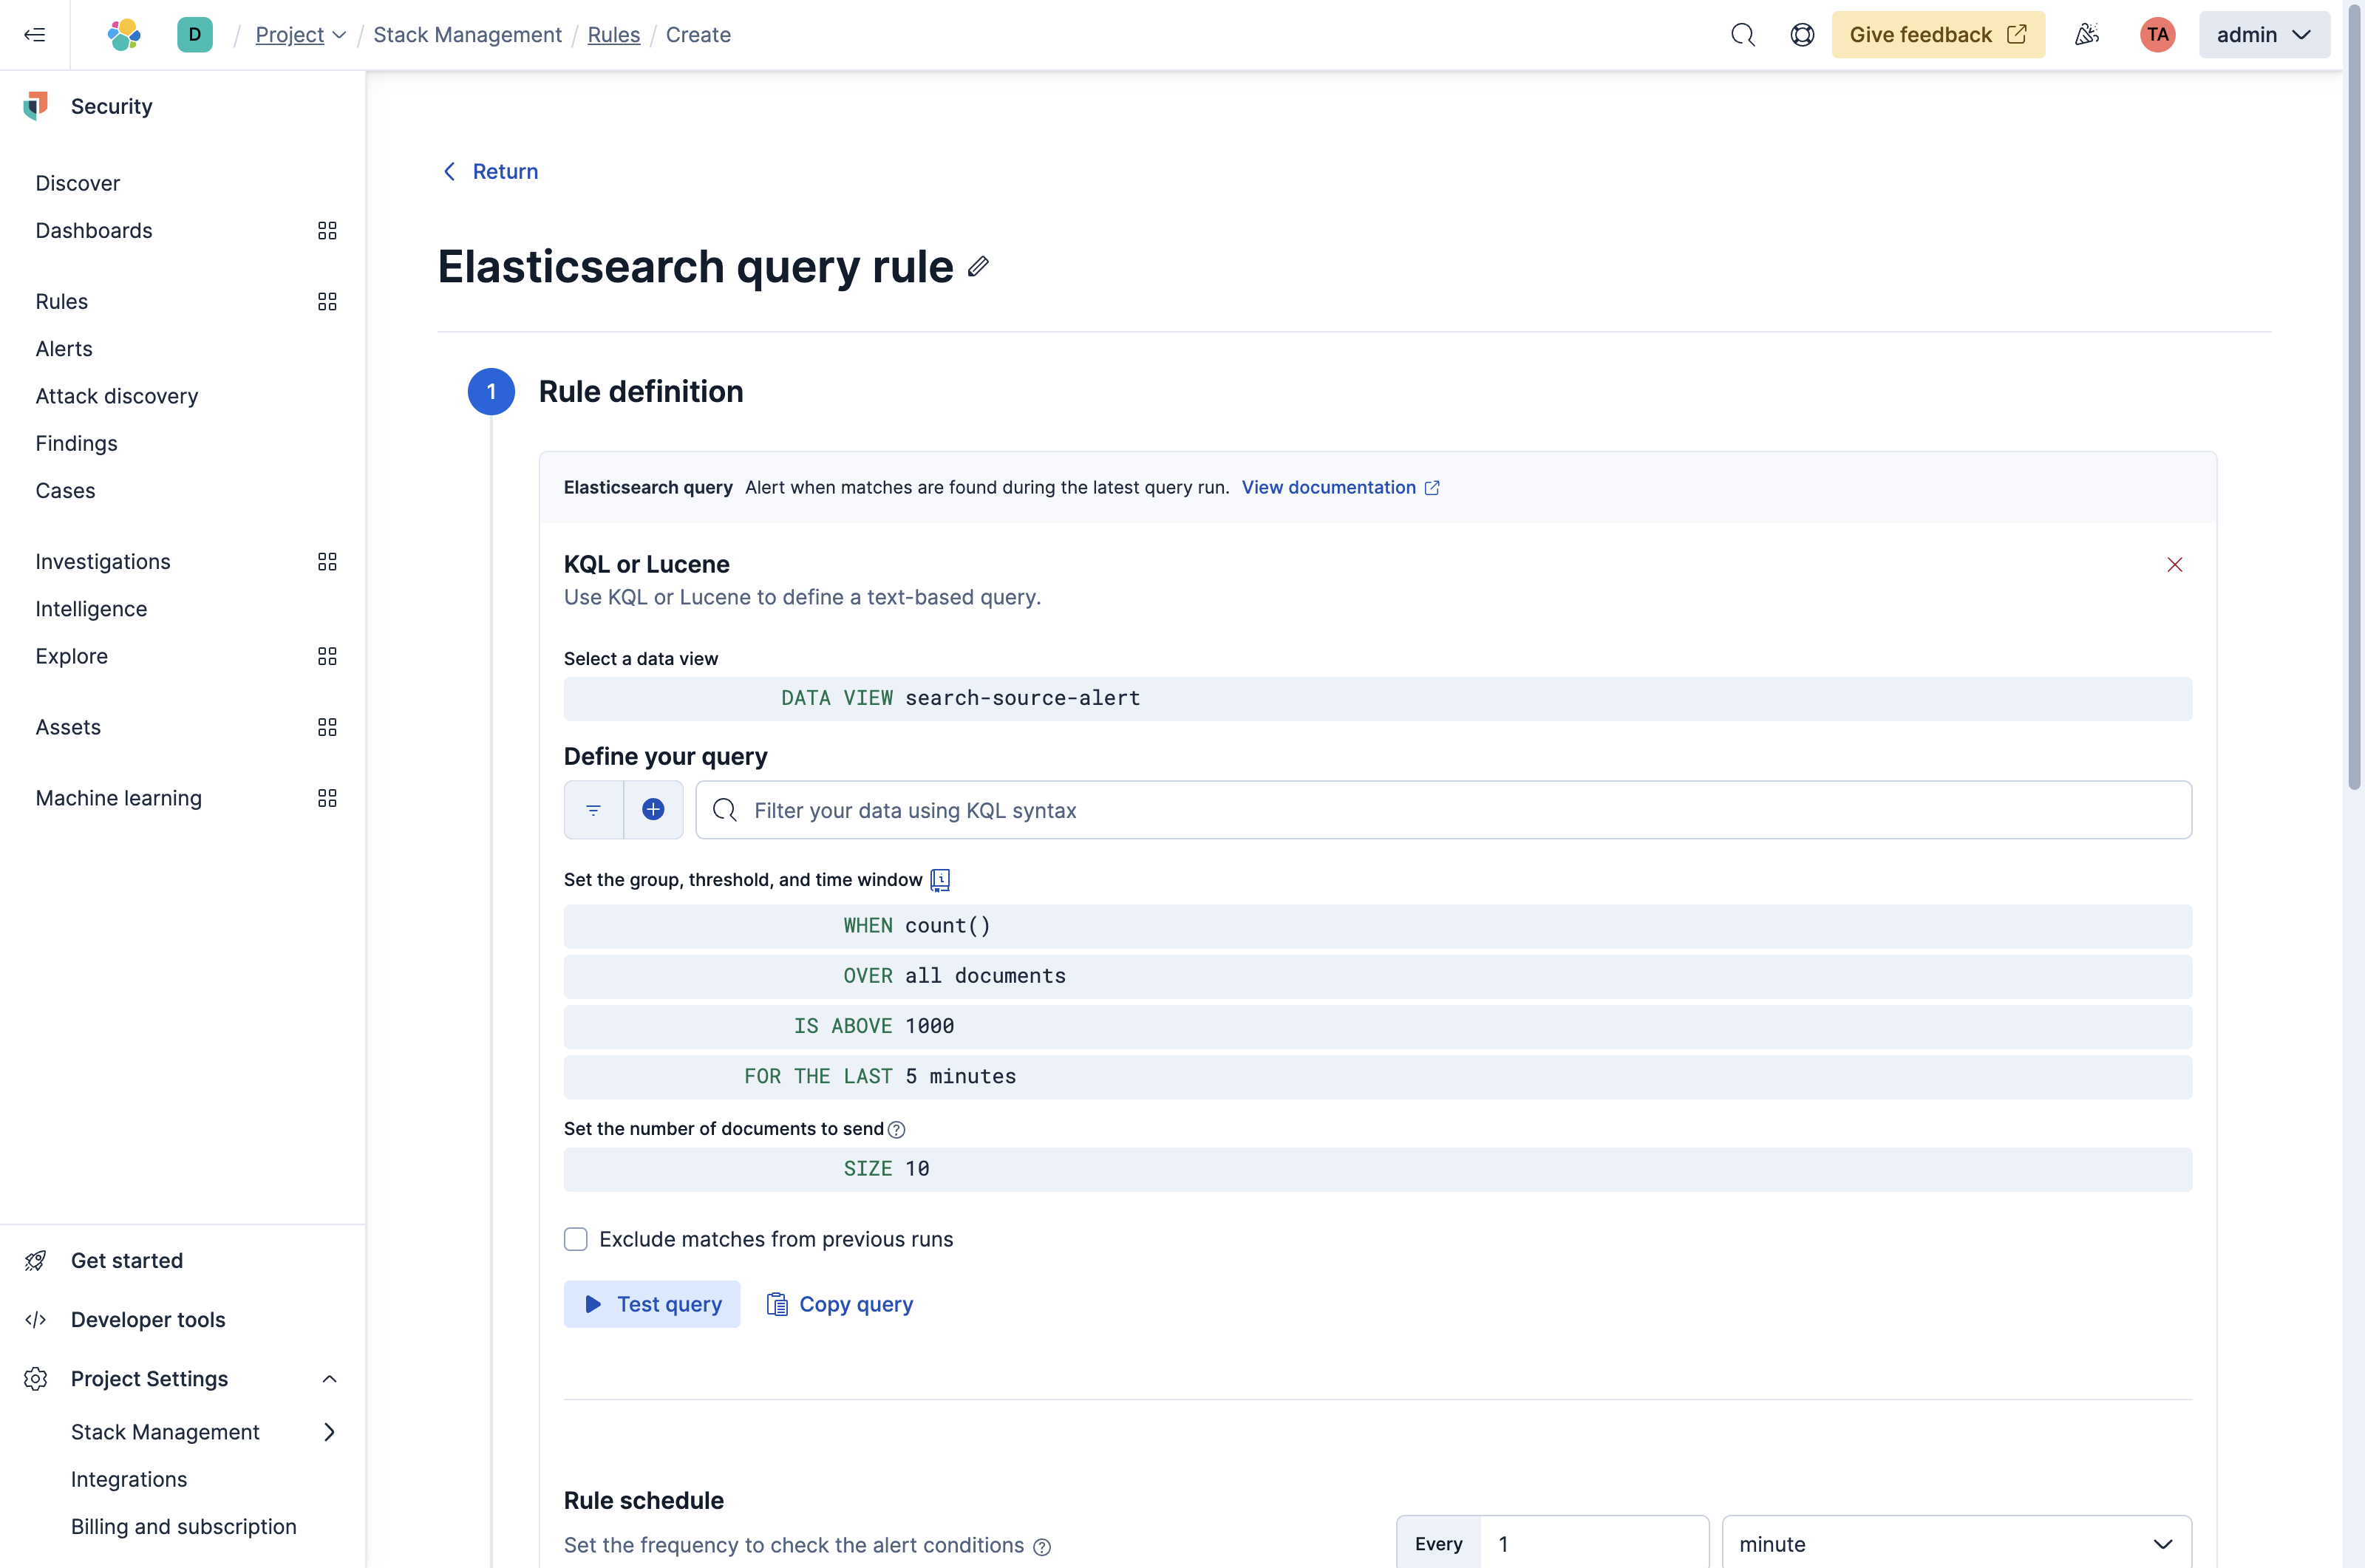 D / Project / Stack Management / Rules / Create
Give feedback
TA
admin
Security
Discover
Dashboards
Rules
Alerts
Attack discovery
Findings
Cases
Investigations
Intelligence
Explore
Assets
Machine learning
Get started
Developer tools
Project Settings
Stack Management
Integrations
Billing and subscription
Return
Elasticsearch query rule
1 Rule definition
Elasticsearch query Alert when matches are found during the latest query run. View documentation
KQL or Lucene
Use KQL or Lucene to define a text-based query.
Select a data view
DATA VIEW search-source-alert
Define your query
Filter your data using KQL syntax
Set the group, threshold, and time window
WHEN count()
OVER all documents
IS ABOVE 1000
FOR THE LAST 5 minutes
Set the number of documents to send
SIZE 10
Exclude matches from previous runs
Test query Copy query
Rule schedule
Set the frequency to check the alert conditions
Every 1 minute